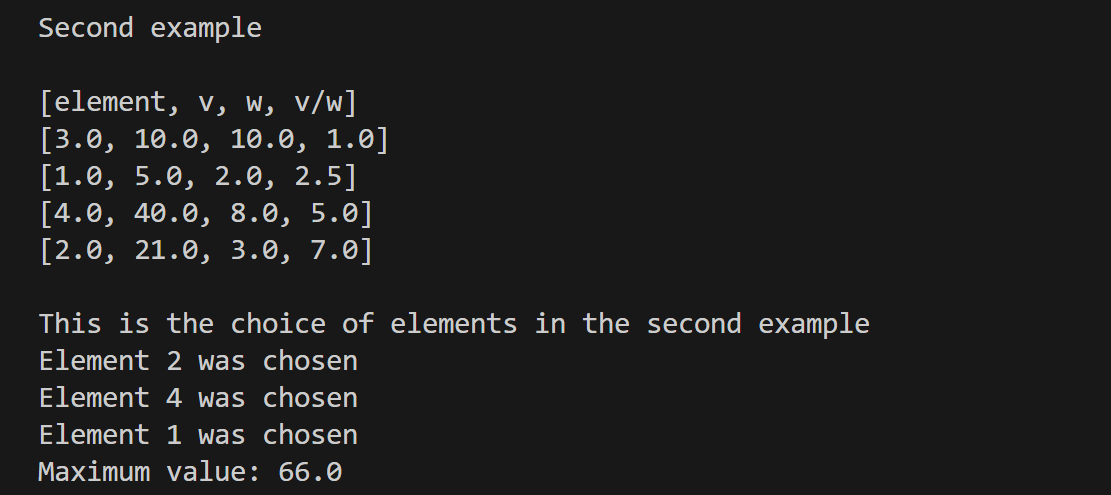 Second example
[element, v, w, v/w]
[3.0, 10.0, 10.0, 1.0]
[1.0, 5.0, 2.0, 2.5]
[4.0, 40.0, 8.0, 5.0]
[2.0, 21.0, 3.0, 7.0]
This is the choice of elements in the second example
Element 2 was chosen
Element 4 was chosen
Element 1 was chosen
Maximum value: 66.0